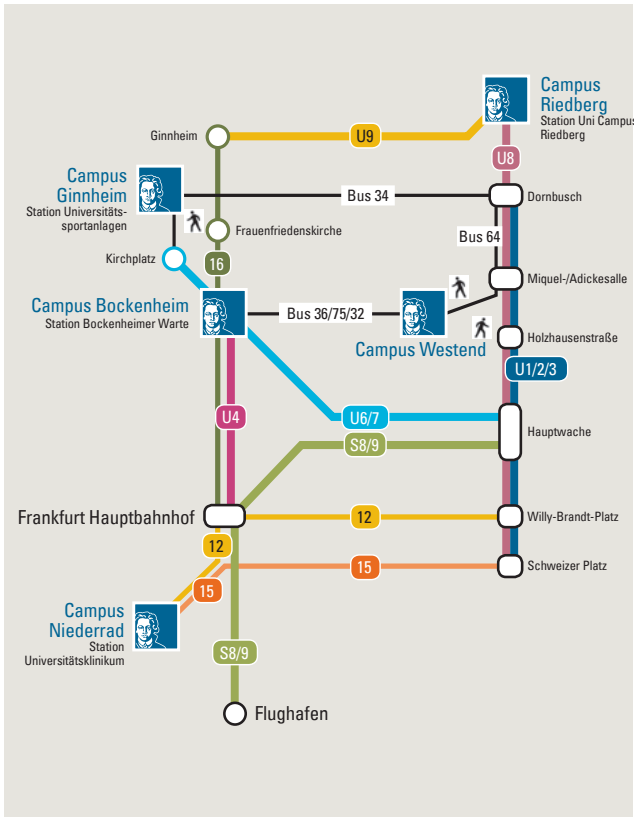 Campus
Riedberg
Station Uni Campus
Riedberg
Ginnheim
U9
U8
Campus
Ginnheim
Station Universitäts-
sportanlagen
Bus 34
Dornbusch
Frauenfriedenskirche
Bus 64
Kirchplatz
16
Miquel-/Adickesalle
Campus Bockenheim
Station Bockenheimer Warte
Bus 36/75/32
Campus Westend
Holzhausenstraße
U1/2/3
U4
U6/7
Hauptwache
S8/9
Frankfurt Hauptbahnhof
12
Willy-Brandt-Platz
12
15
Schweizer Platz
15
Campus
Niederrad
Station
Universitätsklinikum
S8/9
Flughafen